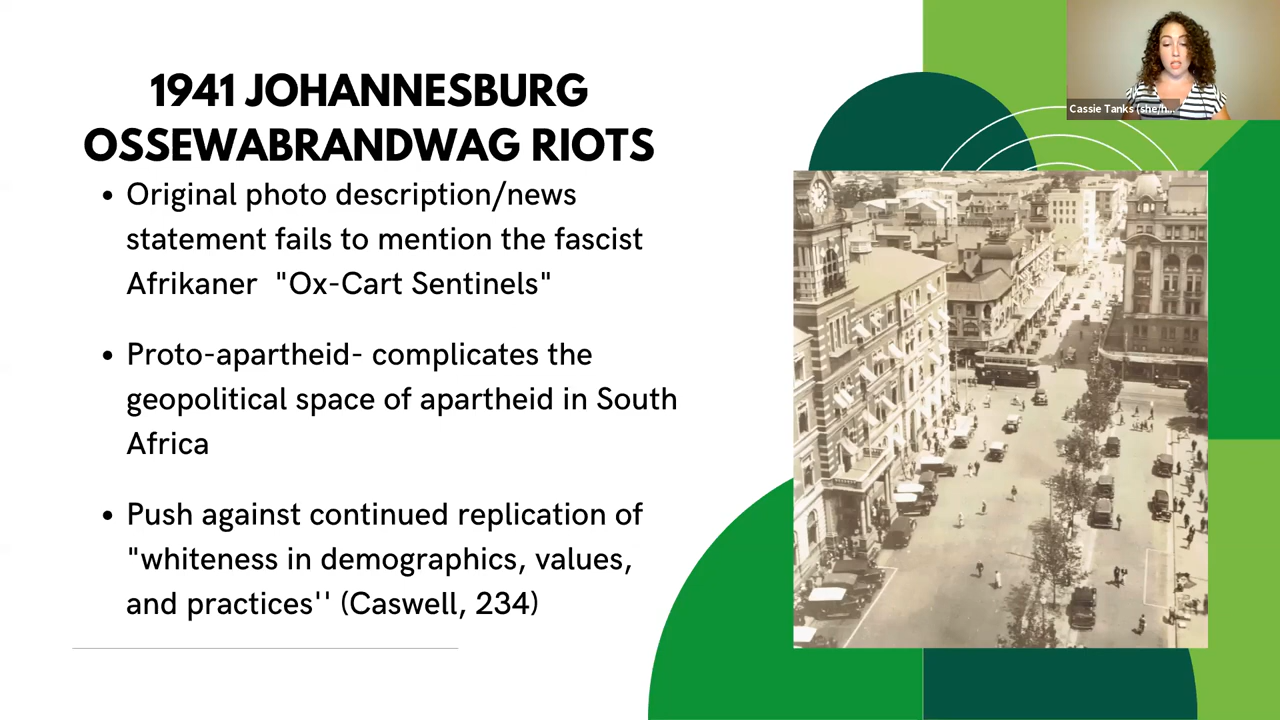 1941 JOHANNESBURG
OSSEWABRANDWAG RIOTS
• Original photo description/news
statement fails to mention the fascist
Afrikaner "Ox-Cart Sentinels"
• Proto-apartheid- complicates the
geopolitical space of apartheid in South
Africa
• Push against continued replication of
"whiteness in demographics, values,
and practices'' (Caswell, 234)
Cassie Tanks (she/h...